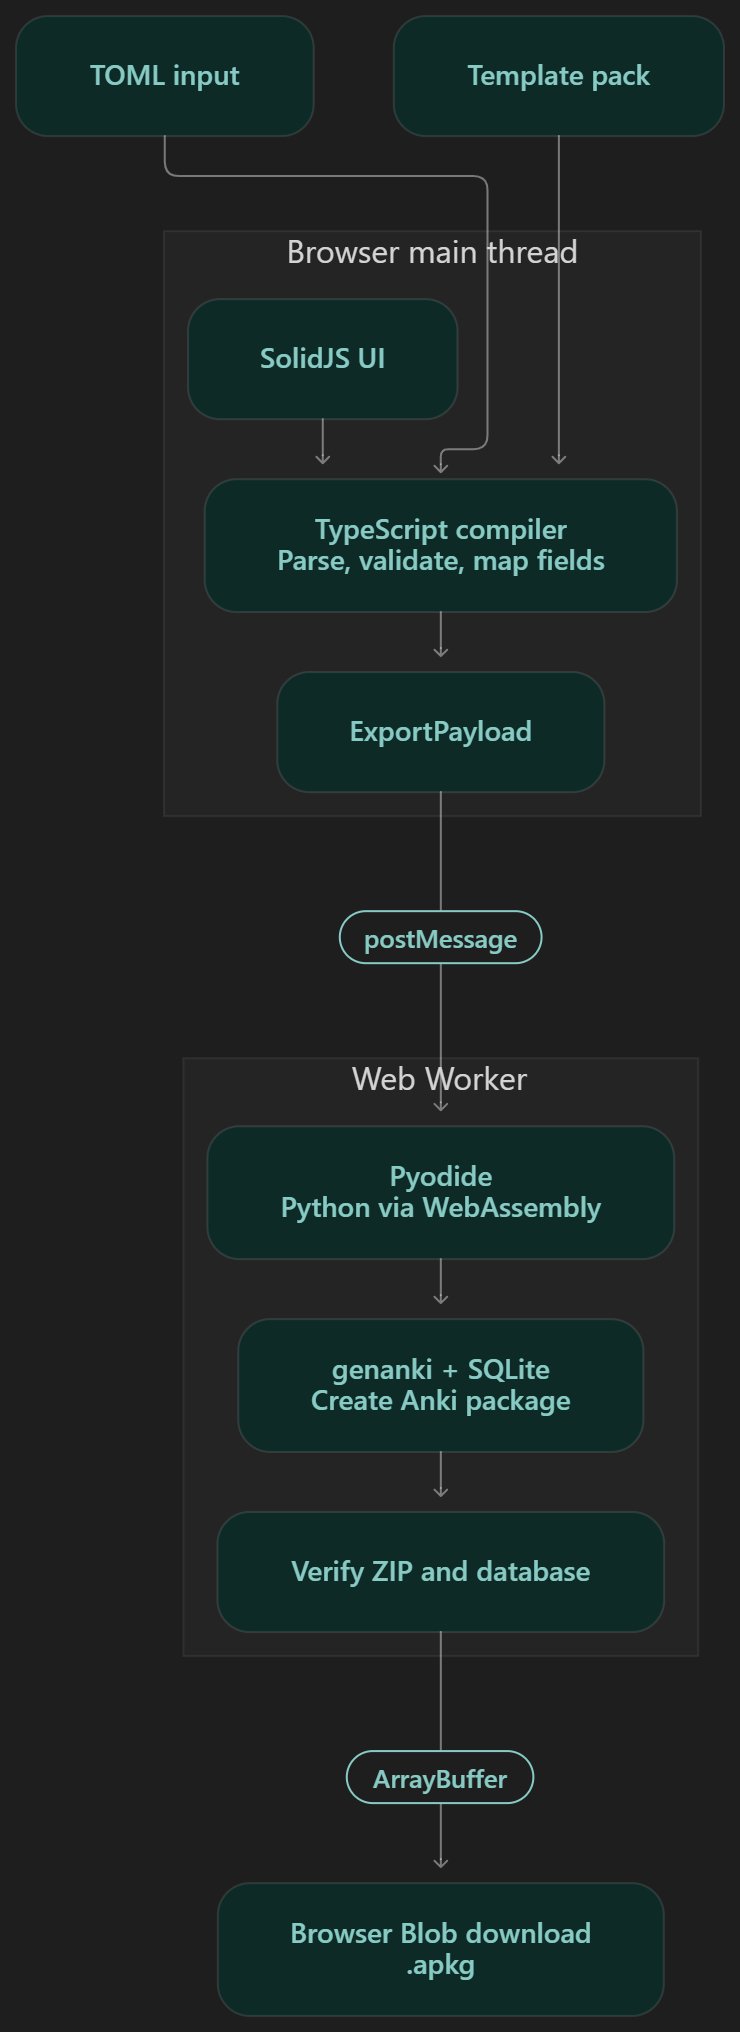 TOML input
Template pack
Browser main thread
SolidJS UI
TypeScript compiler
Parse, validate, map fields
ExportPayload
postMessage
Web Worker
Pyodide
Python via WebAssembly
genanki + SQLite
Create Anki package
Verify ZIP and database
ArrayBuffer
Browser Blob download
.apkg